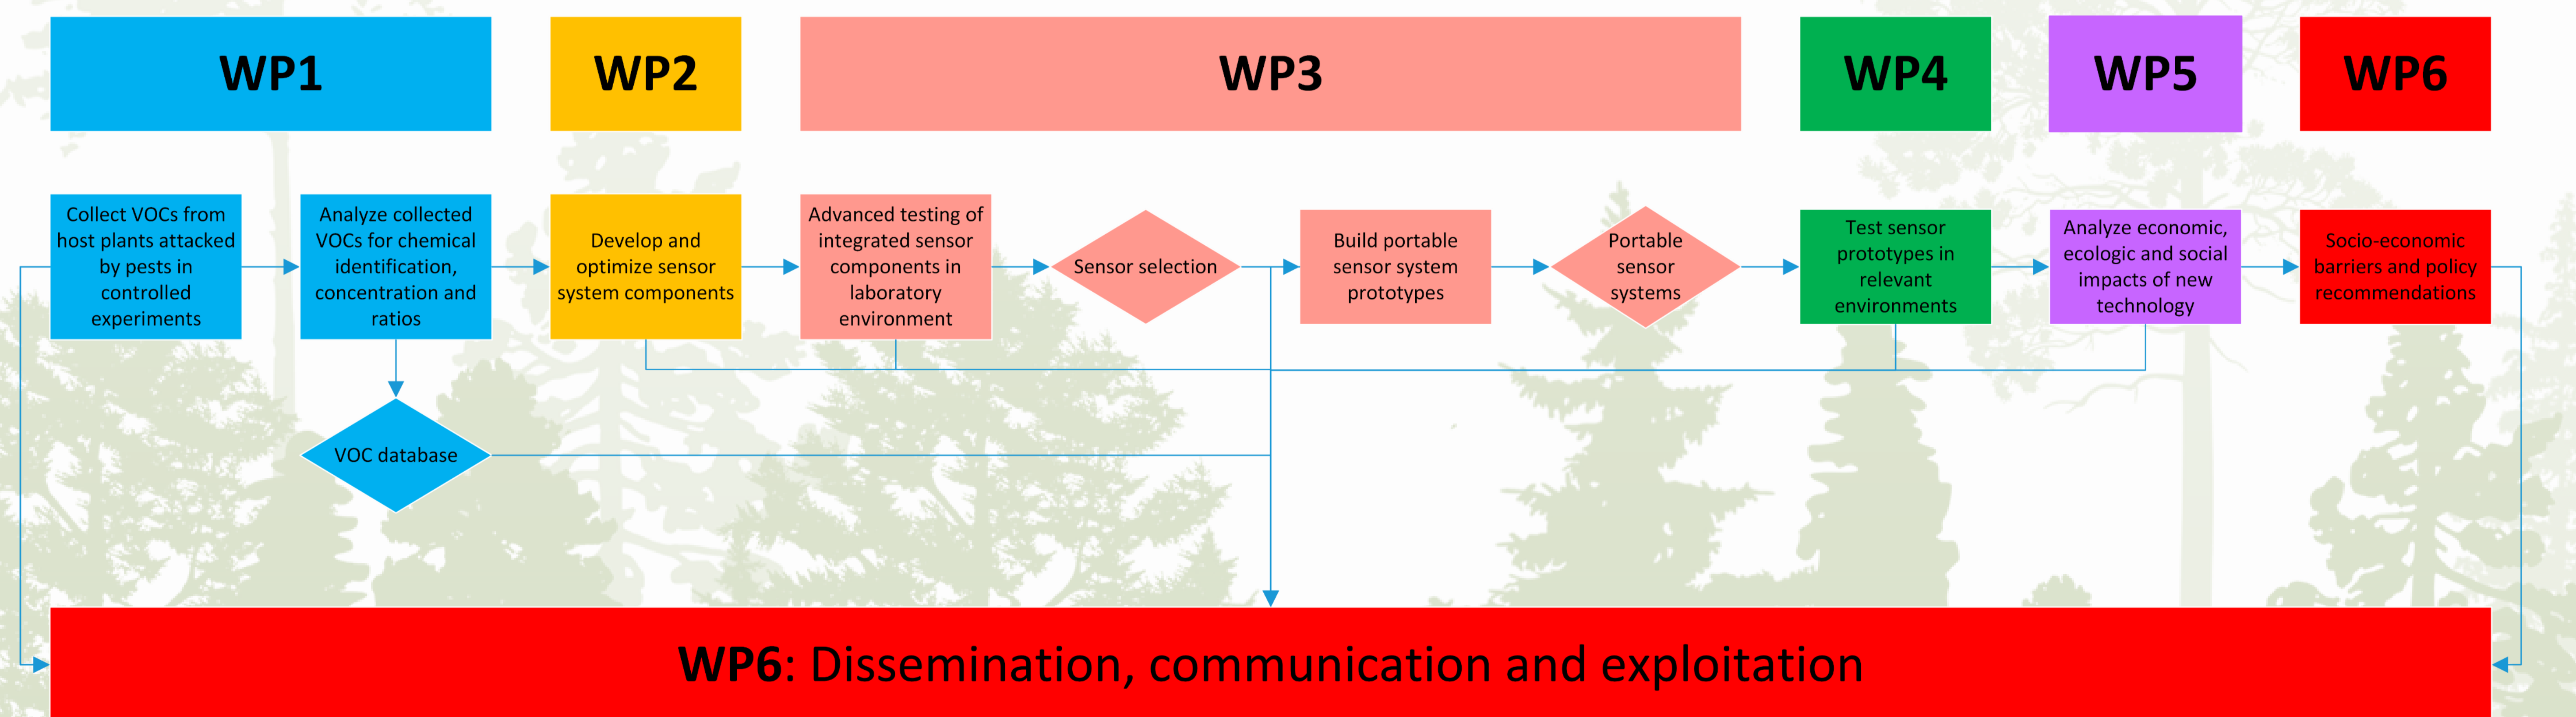 WP1
WP2
WP3
WP4
WP5
WP6
Collect VOCs from
host plants attacked
by pests in
controlled
experiments
Analyze collected
VOCs for chemical
identification,
concentration and
ratios
Develop and
optimize sensor
system components
Advanced testing of
integrated sensor
components in
laboratory
environment
Sensor selection
Build portable
sensor system
prototypes
Portable
sensor
systems
Test sensor
prototypes in
relevant
environments
Analyze economic,
ecologic and social
impacts of new
technology
Socio-economic
barriers and policy
recommendations
VOC database
WP6: Dissemination, communication and exploitation